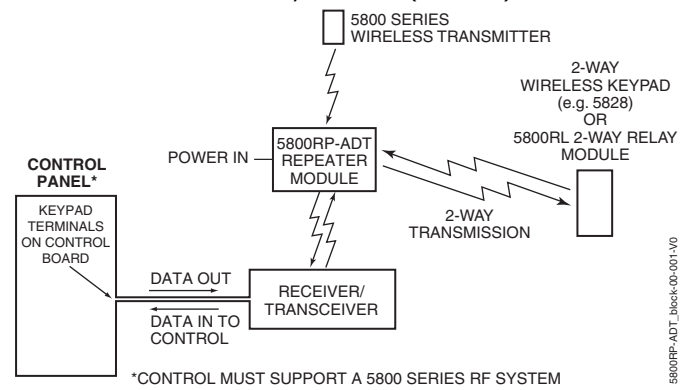 5800 SERIES
WIRELESS TRANSMITTER
2-WAY
WIRELESS KEYPAD
(e.g. 5828)
OR
5800RL 2-WAY RELAY
MODULE
POWER IN
5800RP-ADT
REPEATER
MODULE
CONTROL
PANEL*
KEYPAD
TERMINALS
ON CONTROL
BOARD
2-WAY
TRANSMISSION
DATA OUT
DATA IN TO
CONTROL
RECEIVER/
TRANSCEIVER
*CONTROL MUST SUPPORT A 5800 SERIES RF SYSTEM
5800RP-ADT_block-00-001-V0